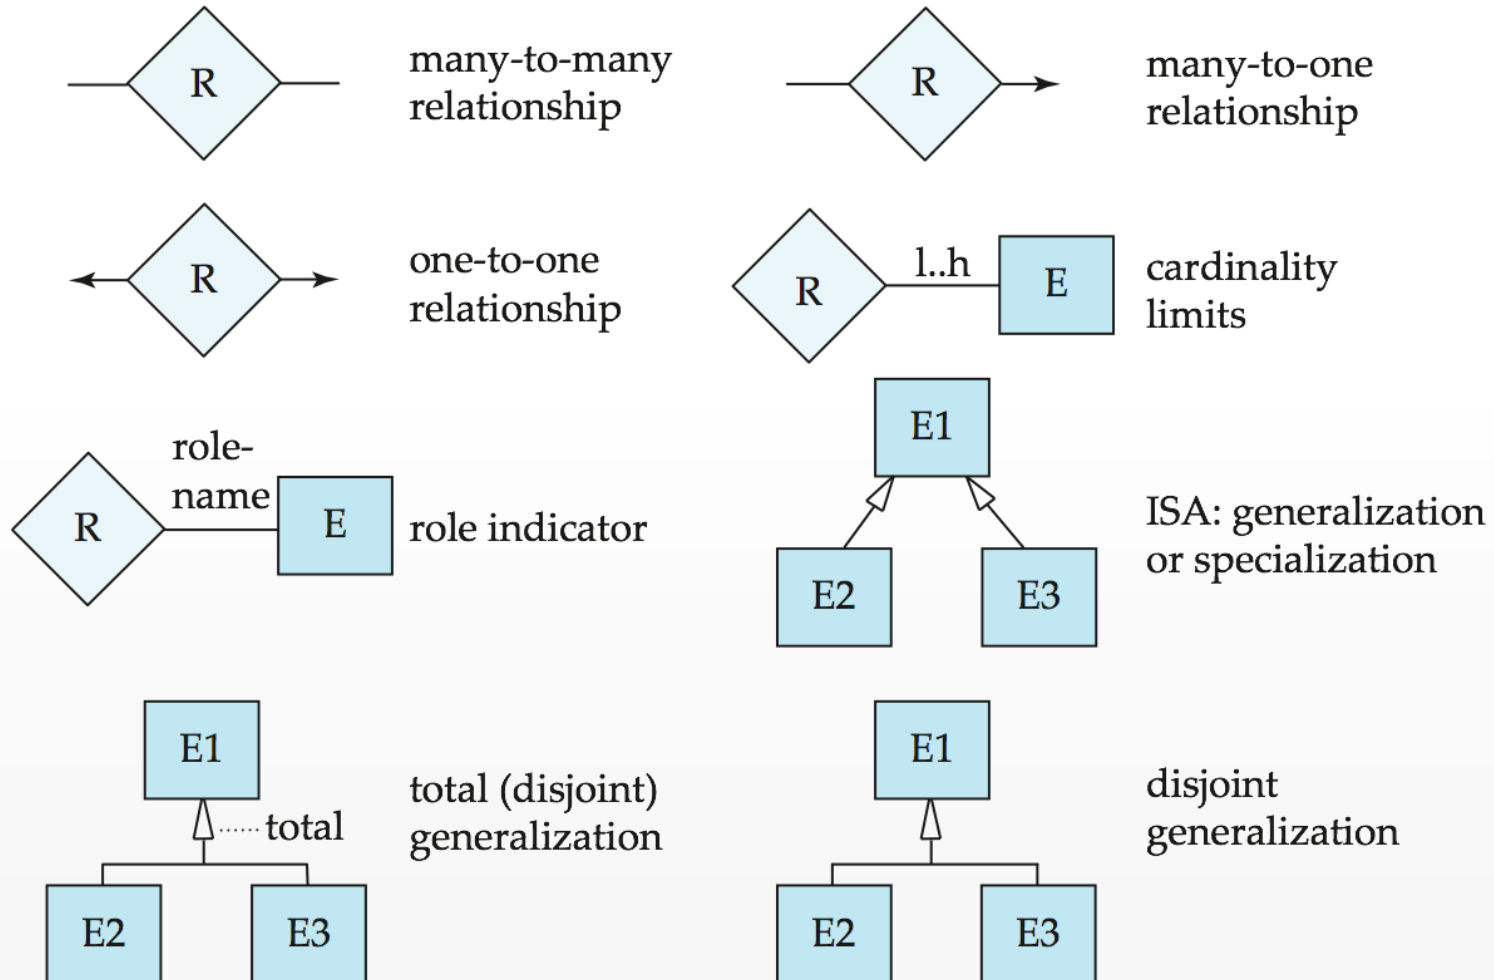 R
many-to-many
relationship
R
many-to-one
relationship
R
one-to-one
relationship
R
l..h
E
cardinality
limits
R
role-
name
E
role indicator
E1
E2
E3
ISA: generalization
or specialization
E1
total
E2
E3
total (disjoint)
generalization
E1
E2
E3
disjoint
generalization